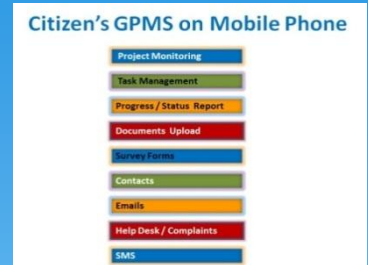 Citizen's GPMS on Mobile Phone
Project Monitoring
Task Management
Progress / Status Report
Documents Upload
Survey Forms
Contacts
Emails
Help Desk / Complaints
SMS